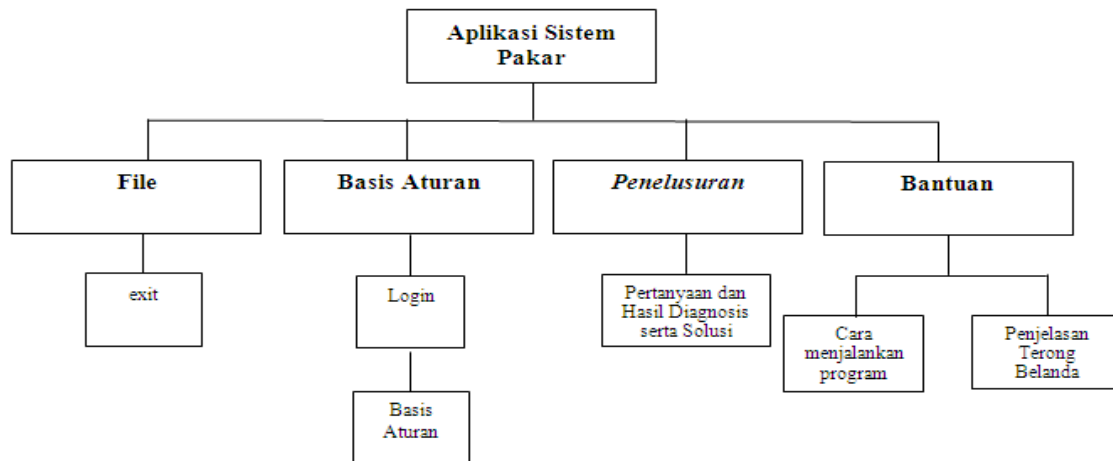 Aplikasi Sistem
Pakar
File
Basis Aturan
Penelusuran
Bantuan
exit
Login
Pertanyaan dan
Hasil Diagnosis
serta Solusi
Cara
menjalankan
program
Penjelasan
Terong
Belanda
Basis
Aturan